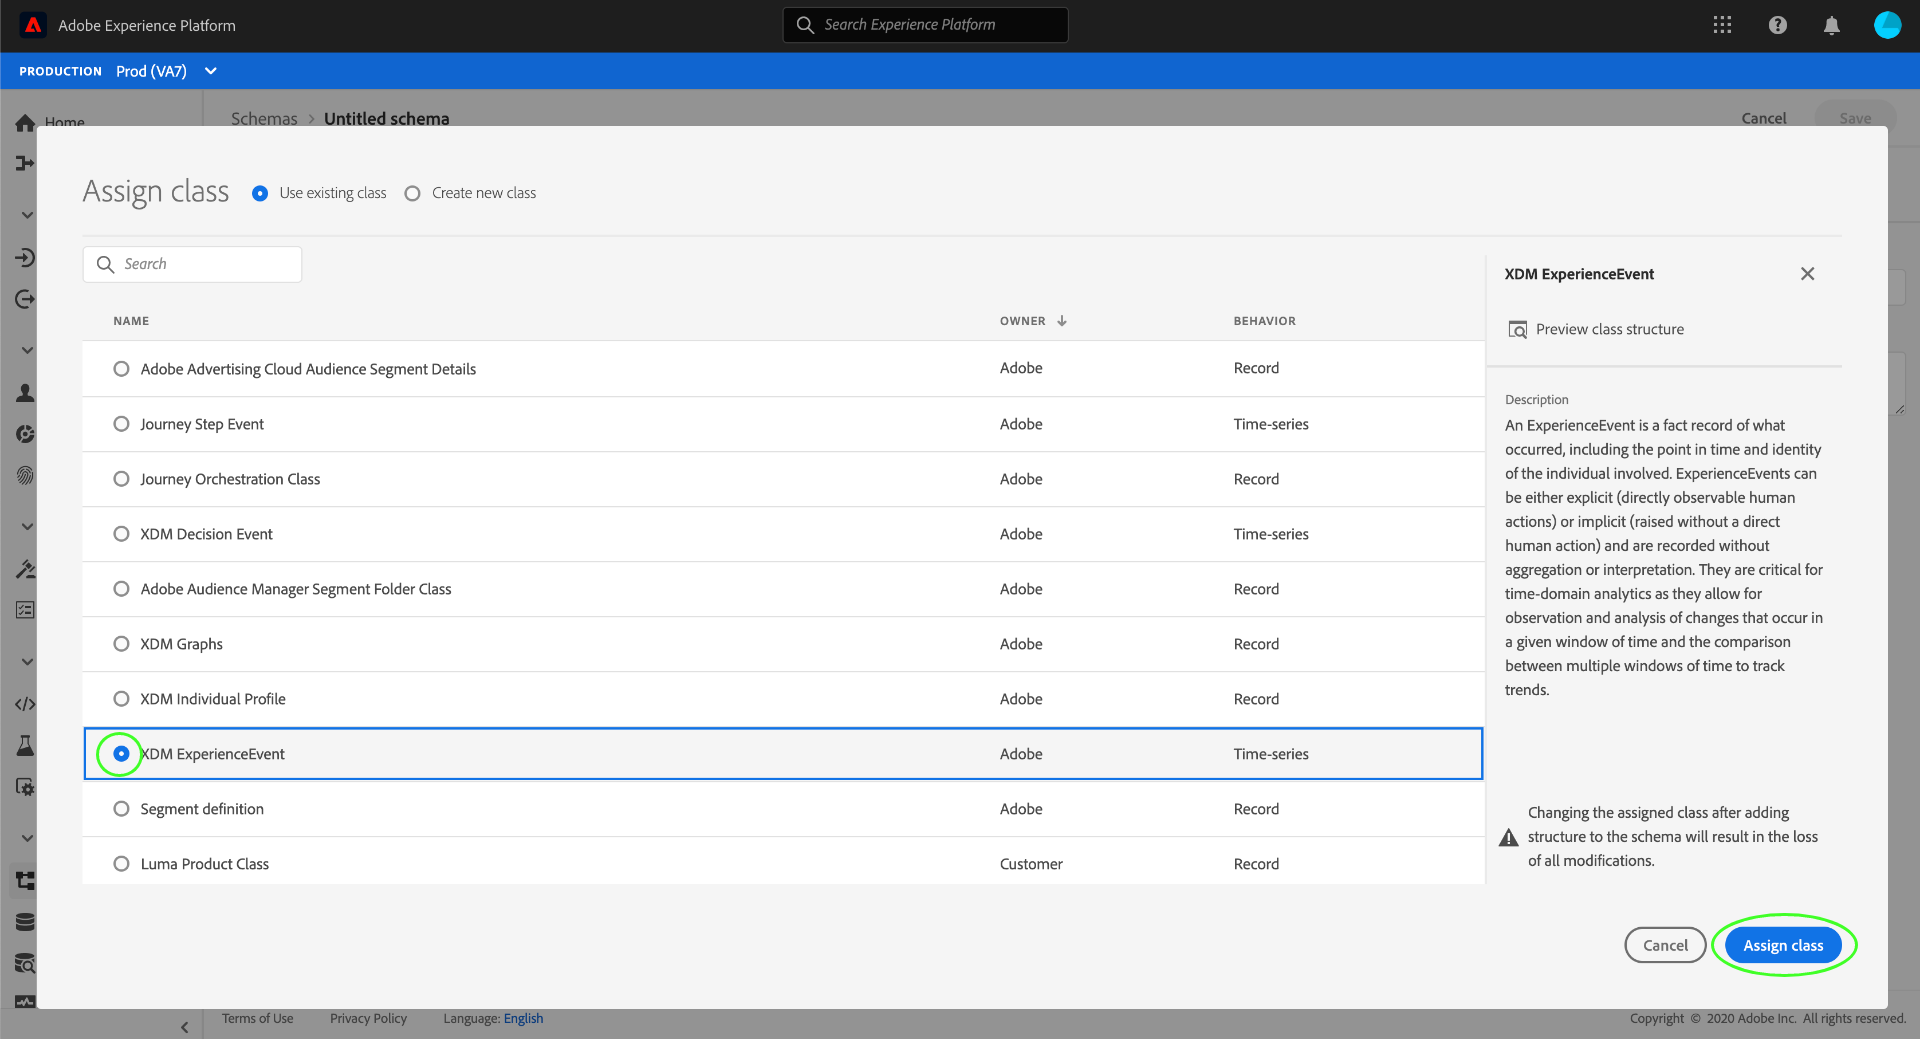 Adobe Experience Platform
Search Experience Platform
PRODUCTION Prod (VA7)
Home
Schemas > Untitled schema
Cancel
Save
Assign class
Use existing class
Create new class
Search
NAME OWNER BEHAVIOR
Adobe Advertising Cloud Audience Segment Details Adobe Record
Journey Step Event Adobe Time-series
Journey Orchestration Class Adobe Record
XDM Decision Event Adobe Time-series
Adobe Audience Manager Segment Folder Class Adobe Record
XDM Graphs Adobe Record
XDM Individual Profile Adobe Record
XDM ExperienceEvent Adobe Time-series
Segment definition Adobe Record
Luma Product Class Customer Record
XDM ExperienceEvent
Preview class structure
Description
An ExperienceEvent is a fact record of what
occurred, including the point in time and identity
of the individual involved. ExperienceEvents can
be either explicit (directly observable human
actions) or implicit (raised without a direct
human action) and are recorded without
aggregation or interpretation. They are critical for
time-domain analytics as they allow for
observation and analysis of changes that occur in
a given window of time and the comparison
between multiple windows of time to track
trends.
Changing the assigned class after adding
structure to the schema will result in the loss
of all modifications.
Cancel
Assign class
Terms of Use Privacy Policy Language: English
Copyright © 2020 Adobe Inc. All rights reserved.